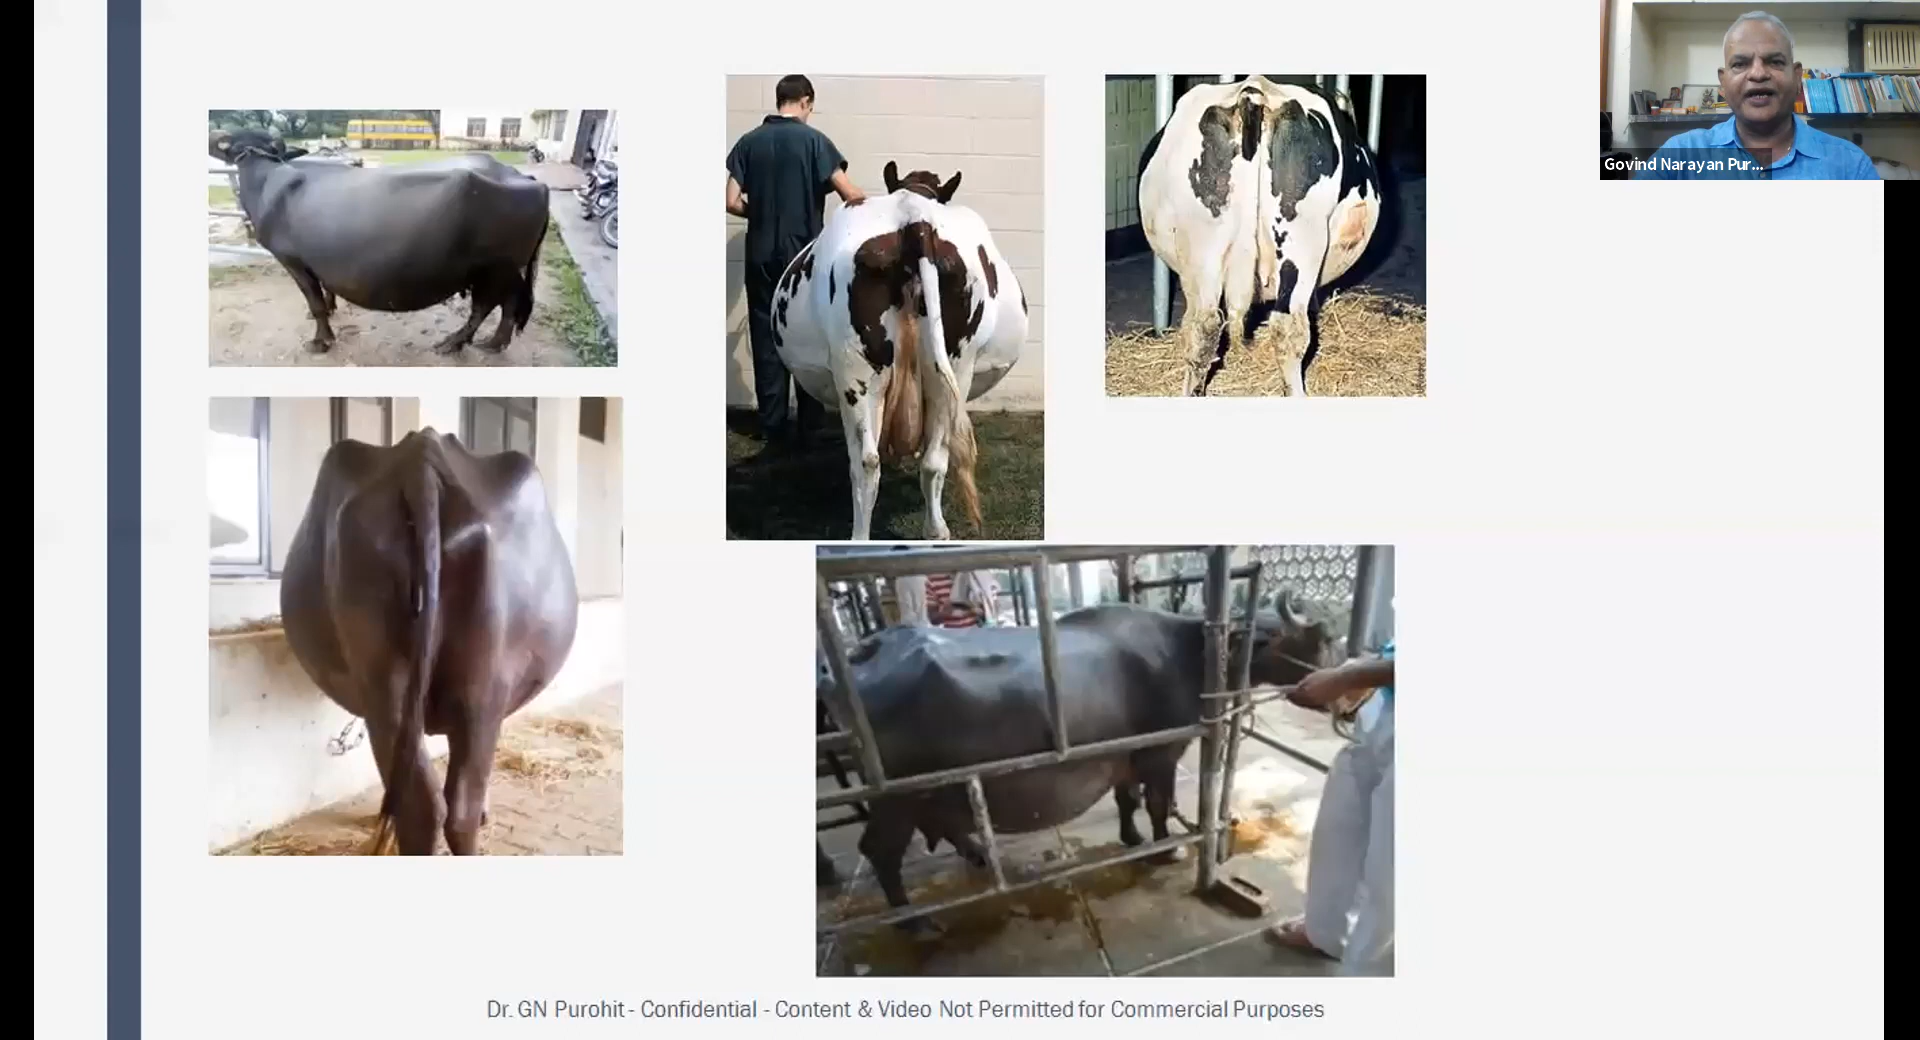 Govind Narayan Pur...
Dr. GN Purohit - Confidential - Content & Video Not Permitted for Commercial Purposes